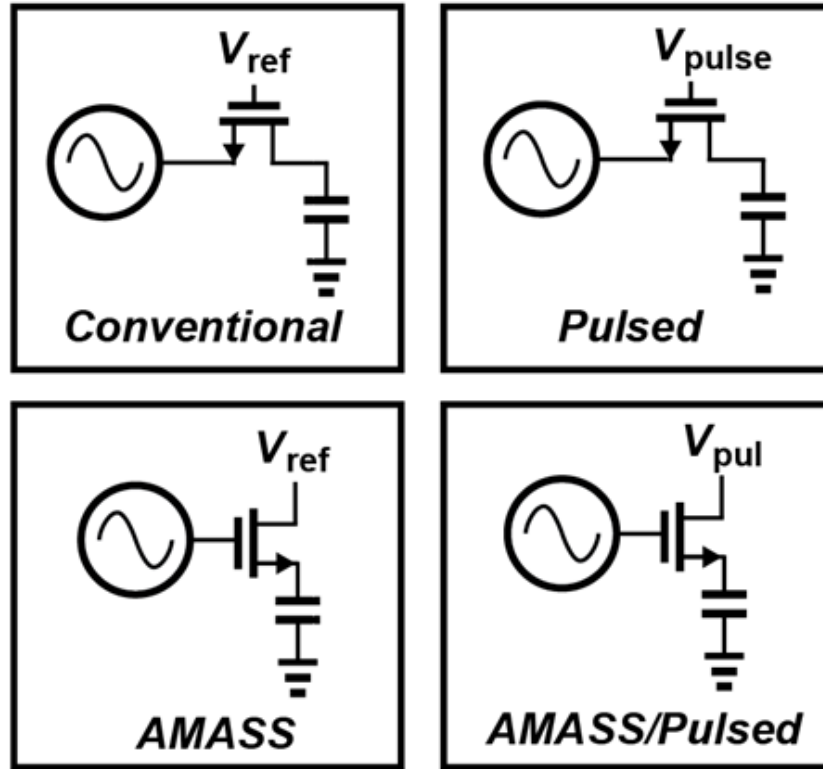 Vref
Conventional
Vpulse
Pulsed
Vref
AMASS
Vpul
AMASS/Pulsed